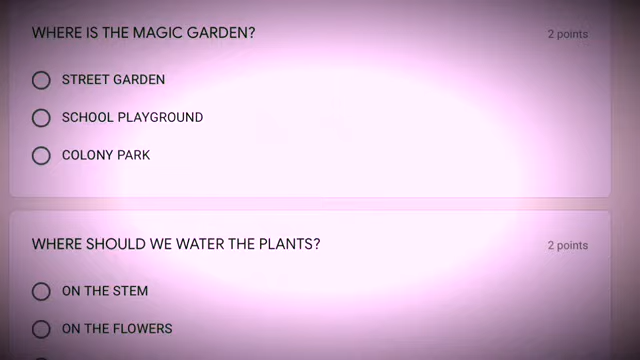 WHERE IS THE MAGIC GARDEN?
2 points
STREET GARDEN
SCHOOL PLAYGROUND
COLONY PARK
WHERE SHOULD WE WATER THE PLANTS?
2 points
ON THE STEM
ON THE FLOWERS